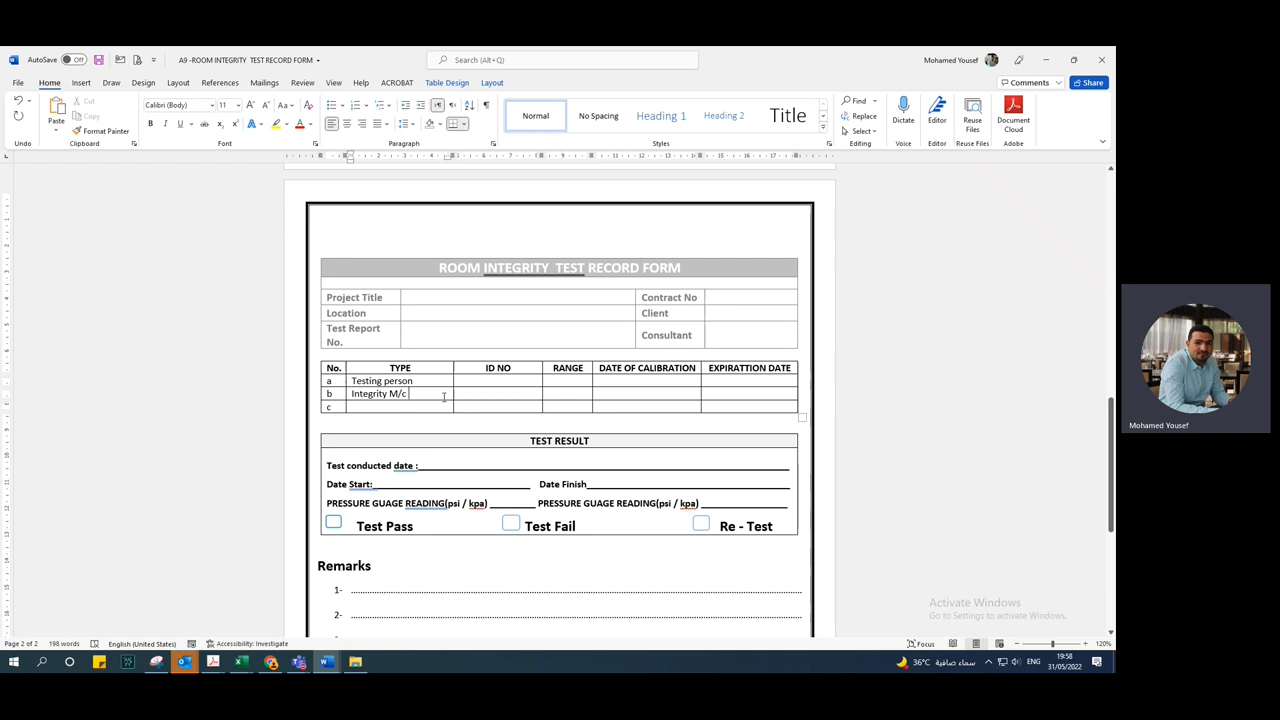 AutoSave Off A9 -ROOM INTEGRITY TEST RECORD FORM Search (Alt+Q) Mohamed Yousef
File Home Insert Draw Design Layout References Mailings Review View Help ACROBAT Table Design Layout Comments Share
Cut
Copy
Format Painter
Paste
Calibri (Body) 11
Normal No Spacing Heading 1 Heading 2 Title
Find
Replace
Select
Dictate Editor Reuse Files Document Cloud
Undo Clipboard Font Paragraph Styles Editing Voice Editor Reuse Files Adobe
ROOM INTEGRITY TEST RECORD FORM
Project Title Contract No
Location Client
Test Report No. Consultant
No. TYPE ID NO RANGE DATE OF CALIBRATION EXPIRATTION DATE
a Testing person
b Integrity M/c
c
TEST RESULT
Test conducted date :
Date Start: Date Finish
PRESSURE GUAGE READING(psi / kpa) PRESSURE GUAGE READING(psi / kpa)
Test Pass Test Fail Re - Test
Remarks
1-
2-
Activate Windows
Go to Settings to activate Windows.
Page 2 of 2 198 words English (United States) Accessibility: Investigate Focus 120%
36°C سماء صافية ENG 19:58
31/05/2022
Mohamed Yousef